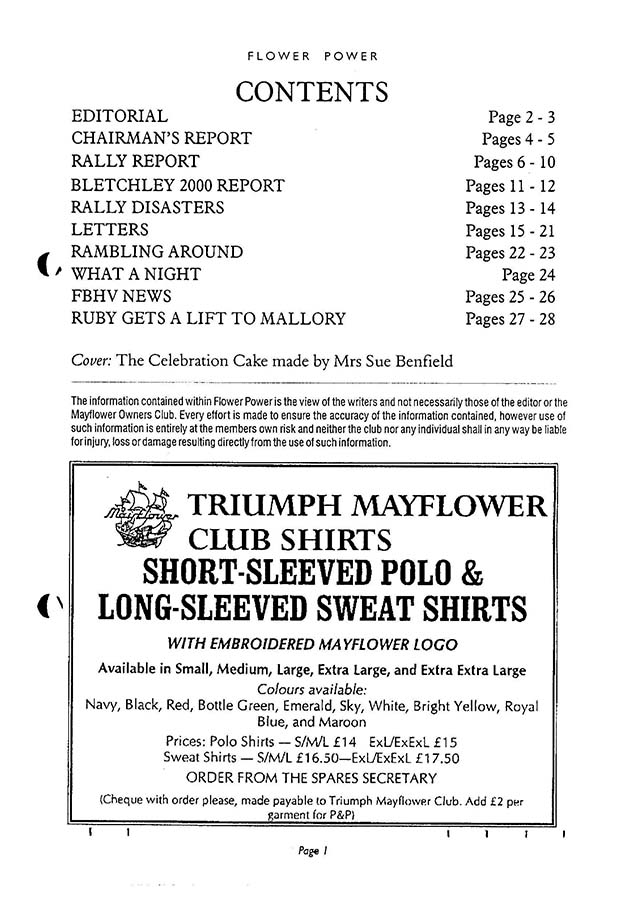 FLOWER POWER
CONTENTS
EDITORIAL Page 2 - 3
CHAIRMAN'S REPORT Pages 4 - 5
RALLY REPORT Pages 6 - 10
BLETCHLEY 2000 REPORT Pages 11 - 12
RALLY DISASTERS Pages 13 - 14
LETTERS Pages 15 - 21
RAMBLING AROUND Pages 22 - 23
WHAT A NIGHT Page 24
FBHV NEWS Pages 25 - 26
RUBY GETS A LIFT TO MALLORY Pages 27 - 28
Cover: The Celebration Cake made by Mrs Sue Benfield
The information contained within Flower Power is the view of the writers and not necessarily those of the editor or the
Mayflower Owners Club. Every effort is made to ensure the accuracy of the information contained, however use of
such information is entirely at the members own risk and neither the club nor any individual shall in any way be liable
for injury, loss or damage resulting directly from the use of such information.
Mayflower
TRIUMPH MAYFLOWER
CLUB SHIRTS
SHORT-SLEEVED POLO &
LONG-SLEEVED SWEAT SHIRTS
WITH EMBROIDERED MAYFLOWER LOGO
Available in Small, Medium, Large, Extra Large, and Extra Extra Large
Colours available:
Navy, Black, Red, Bottle Green, Emerald, Sky, White, Bright Yellow, Royal
Blue, and Maroon
Prices: Polo Shirts — S/M/L £14 ExL/ExExL £15
Sweat Shirts — S/M/L £16.50—ExL/ExExL £17.50
ORDER FROM THE SPARES SECRETARY
(Cheque with order please, made payable to Triumph Mayflower Club. Add £2 per
garment for P&P)
Page 1